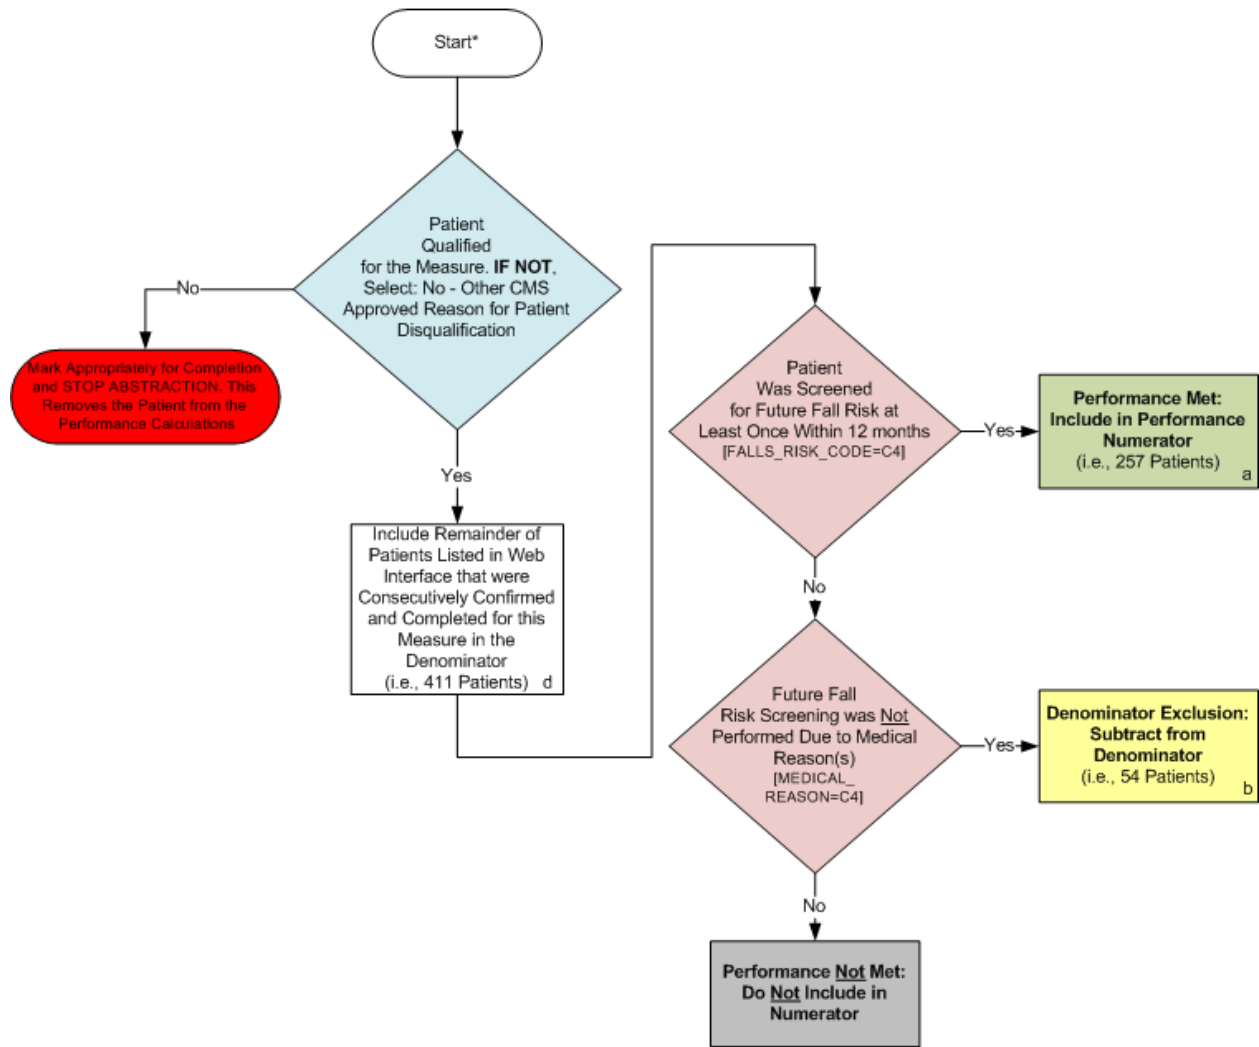 Start*
Patient
Qualified
for the Measure. IF NOT,
Select: No - Other CMS
Approved Reason for Patient
Disqualification
No
Mark Appropriately for Completion
and STOP ABSTRACTION. This
Removes the Patient from the
Performance Calculations
Yes
Include Remainder of
Patients Listed in Web
Interface that were
Consecutively Confirmed
and Completed for this
Measure in the
Denominator
(i.e., 411 Patients) d
Patient
Was Screened
for Future Fall Risk at
Least Once Within 12 months
[FALLS_RISK_CODE=C4]
Yes
Performance Met:
Include in Performance
Numerator
(i.e., 257 Patients)
a
No
Future Fall
Risk Screening was Not
Performed Due to Medical
Reason(s)
[MEDICAL_
REASON=C4]
Yes
Denominator Exclusion:
Subtract from
Denominator
(i.e., 54 Patients)
b
No
Performance Not Met:
Do Not Include in
Numerator